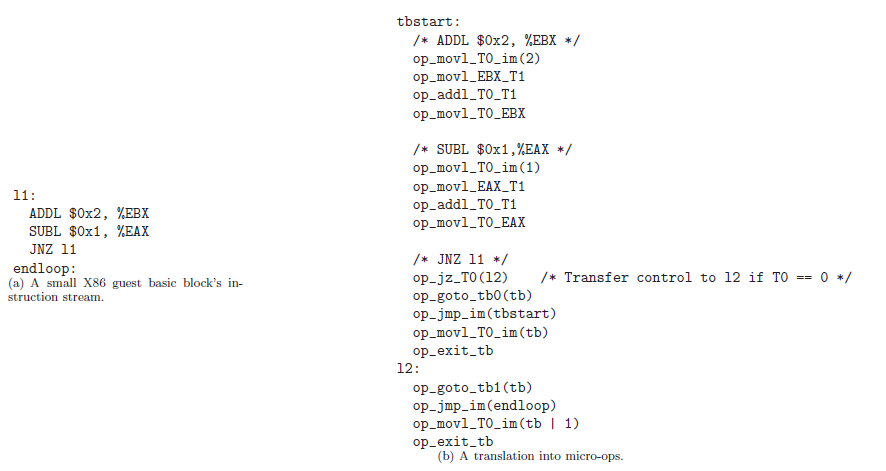 l1:
ADDL $0x2, %EBX
SUBL $0x1, %EAX
JNZ l1
endloop:
(a) A small X86 guest basic block's in-
struction stream.
tbstart:
/* ADDL $0x2, %EBX */
op_movl_T0_im(2)
op_movl_EBX_T1
op_addl_T0_T1
op_movl_T0_EBX
/* SUBL $0x1,%EAX */
op_movl_T0_im(1)
op_movl_EAX_T1
op_addl_T0_T1
op_movl_T0_EAX
/* JNZ l1 */
op_jz_T0(l2)    /* Transfer control to l2 if T0 == 0 */
op_goto_tb0(tb)
op_jmp_im(tbstart)
op_movl_T0_im(tb)
op_exit_tb
l2:
op_goto_tb1(tb)
op_jmp_im(endloop)
op_movl_T0_im(tb | 1)
op_exit_tb
(b) A translation into micro-ops.